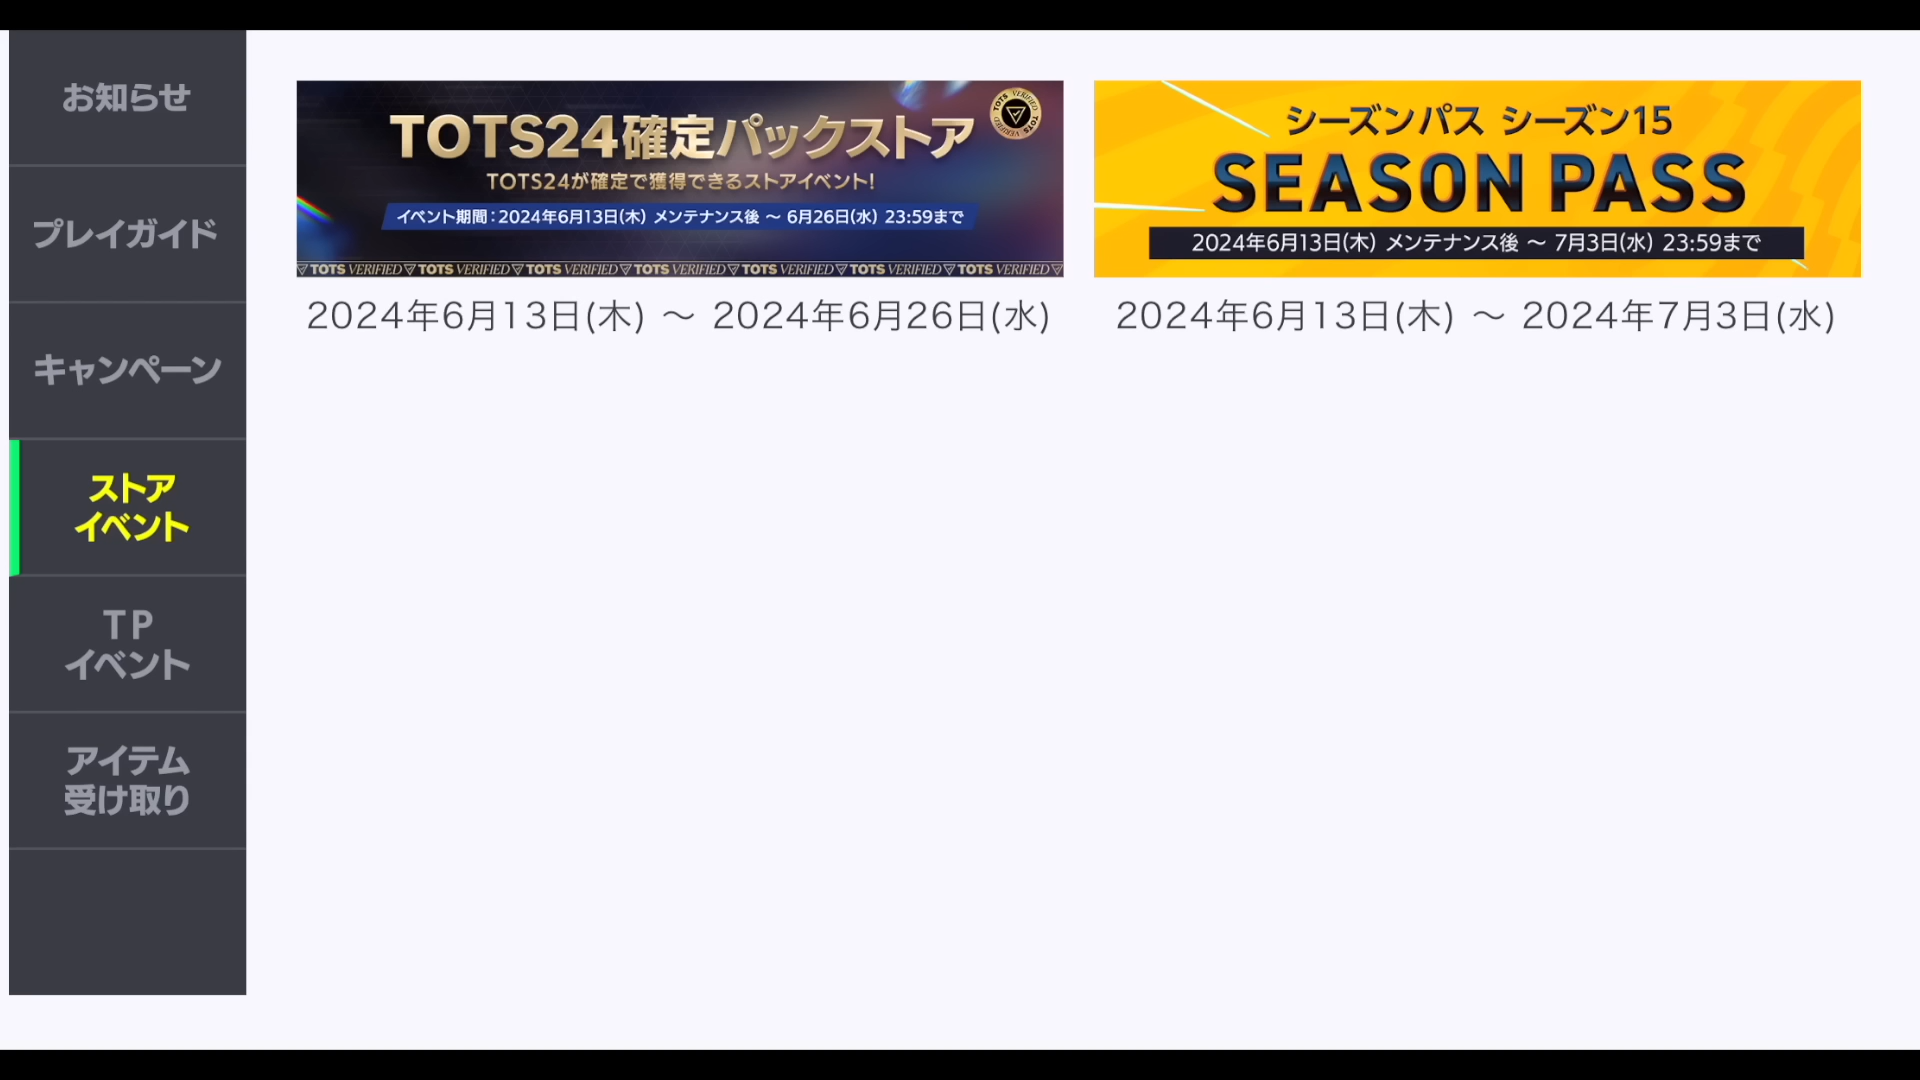 お知らせ
プレイガイド
キャンペーン
ストア
イベント
TP
イベント
アイテム
受け取り
TOTS24確定パックストア
TOTS VERIFIED TOTS VERIFIED
TOTS24が確定で獲得できるストアイベント!
イベント期間:2024年6月13日(木) メンテナンス後 ～ 6月26日(水) 23:59まで
TOTS VERIFIED TOTS VERIFIED TOTS VERIFIED TOTS VERIFIED TOTS VERIFIED TOTS VERIFIED TOTS VERIFIED
2024年6月13日(木) ～ 2024年6月26日(水)
シーズンパス シーズン15
SEASON PASS
2024年6月13日(木) メンテナンス後 ～ 7月3日(水) 23:59まで
2024年6月13日(木) ～ 2024年7月3日(水)